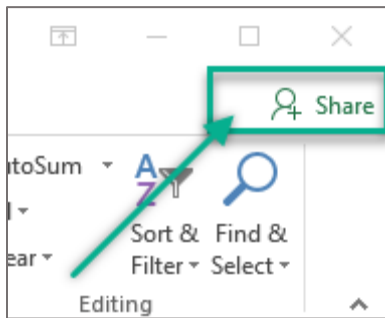 Share
utoSum
Sort & Find &
ear Filter Select
Editing